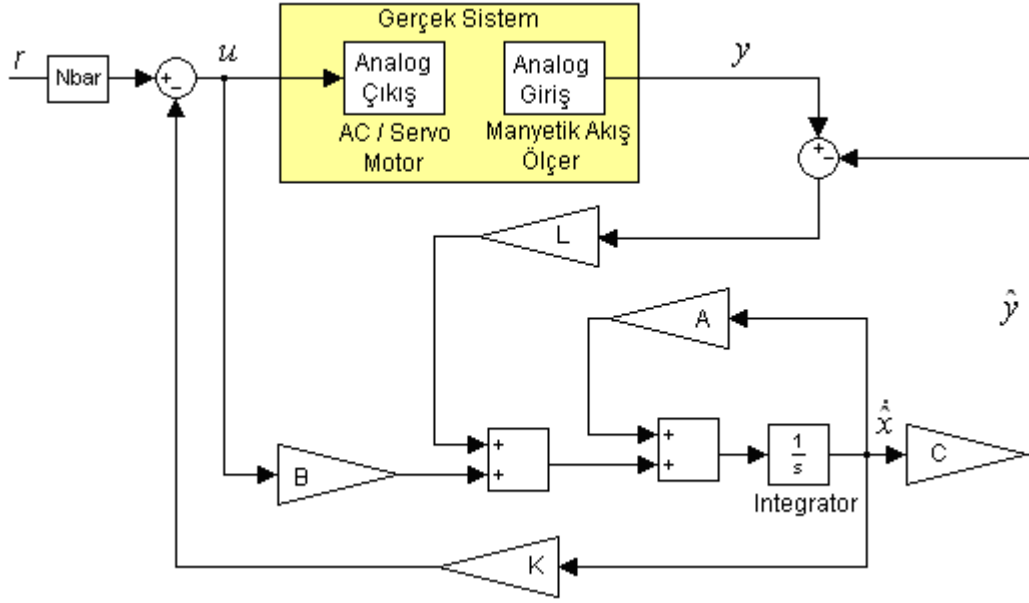 Gerçek Sistem
r
Nbar
+
−
u
Analog
Çıkış
AC / Servo
Motor
Analog
Giriş
Manyetik Akış
Ölçer
y
+
−
L
A
ŷ
B
+
+
+
+
1
s
Integrator
x̂
C
K